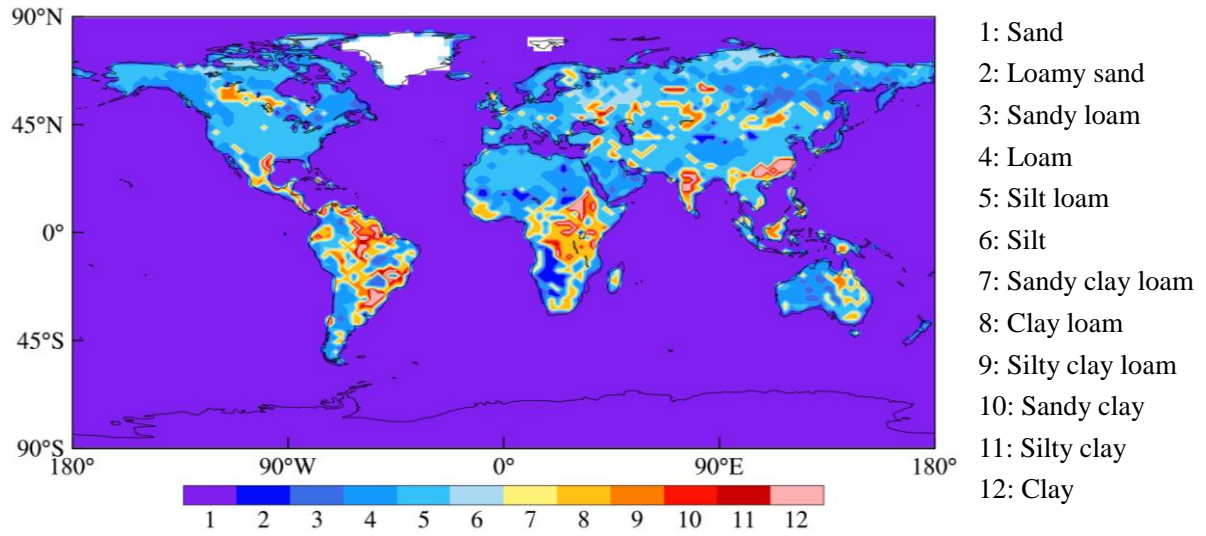 90°N
45°N
0°
45°S
90°S
180°
90°W
0°
90°E
180°
1 2 3 4 5 6 7 8 9 10 11 12
1: Sand
2: Loamy sand
3: Sandy loam
4: Loam
5: Silt loam
6: Silt
7: Sandy clay loam
8: Clay loam
9: Silty clay loam
10: Sandy clay
11: Silty clay
12: Clay